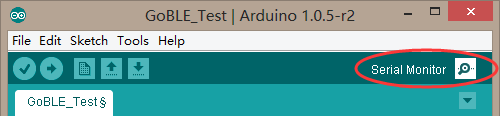 GoBLE_Test | Arduino 1.0.5-r2
File Edit Sketch Tools Help
Serial Monitor
GoBLE_Test§